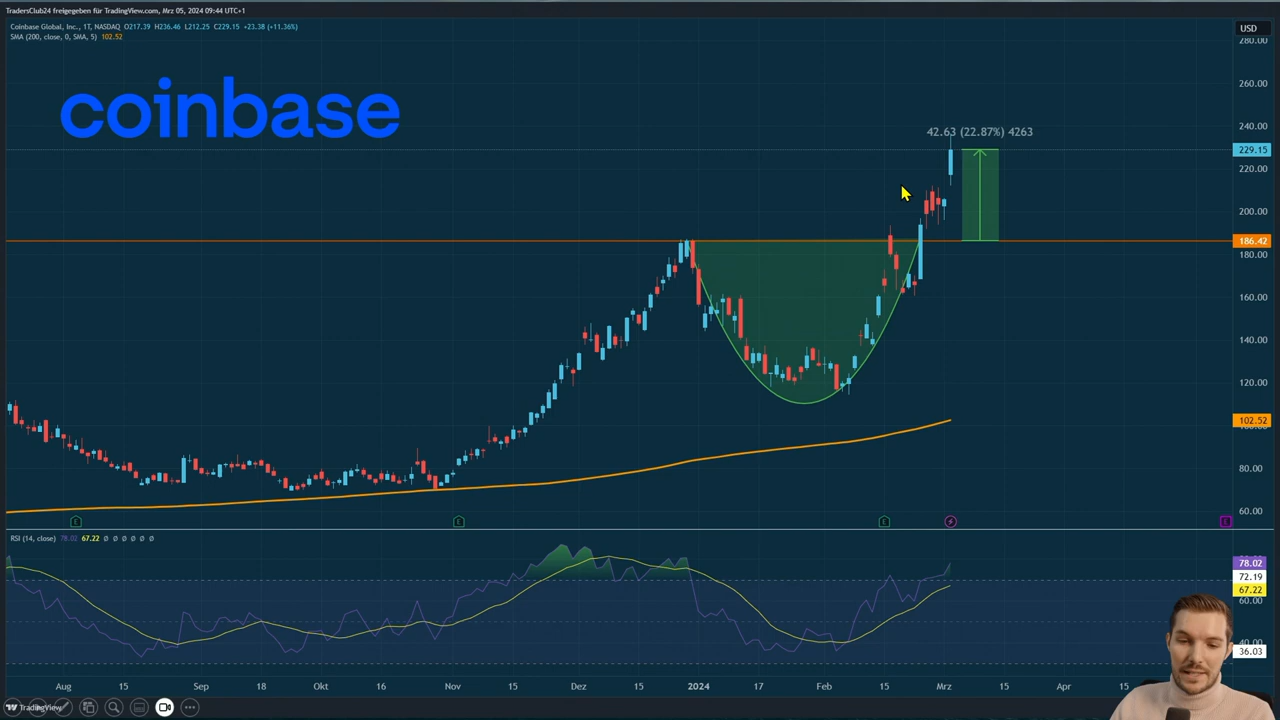 TradersClub24 freigegeben für TradingView.com, Mrz 05, 2024 09:44 UTC+1
Coinbase Global, Inc., 1T, NASDAQ O217.39 H236.46 L212.25 C229.15 +23.38 (+11.36%)
SMA (200, close, 0, SMA, 5) 102.52
USD
280.00
260.00
coinbase
42.63 (22.87%) 4263
240.00
229.15
220.00
200.00
186.42
180.00
160.00
140.00
120.00
102.52
80.00
60.00
E
E
E
E
RSI (14, close) 78.02 67.22 ∅ ∅ ∅ ∅ ∅ ∅
78.02
72.19
67.22
60.00
40.00
36.03
Aug 15 Sep 18 Okt 16 Nov 15 Dez 15 2024 17 Feb 15 Mrz 15 Apr 15
TradingView